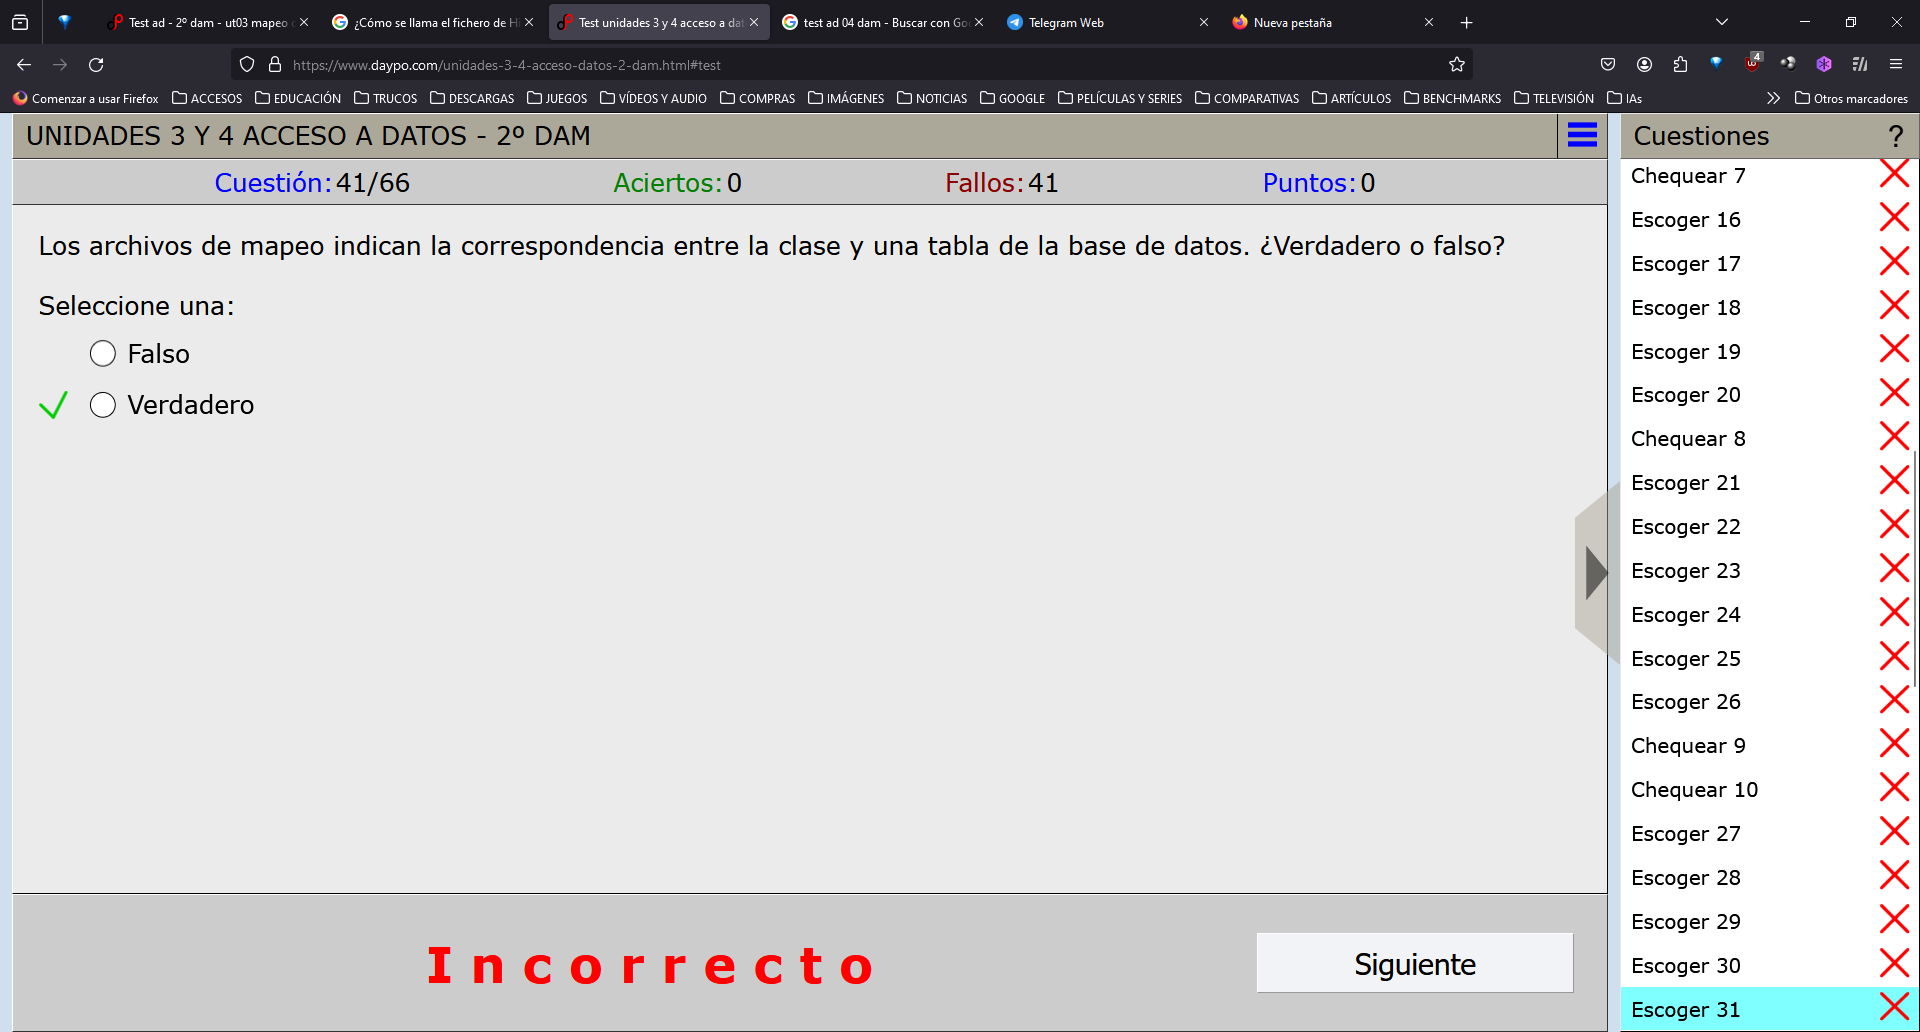 Test ad - 2º dam - ut03 mapeo
¿Cómo se llama el fichero de Hi
Test unidades 3 y 4 acceso a dat
test ad 04 dam - Buscar con Goo
Telegram Web
Nueva pestaña
https://www.daypo.com/unidades-3-4-acceso-datos-2-dam.html#test
4
Comenzar a usar Firefox
ACCESOS
EDUCACIÓN
TRUCOS
DESCARGAS
JUEGOS
VÍDEOS Y AUDIO
COMPRAS
IMÁGENES
NOTICIAS
GOOGLE
PELÍCULAS Y SERIES
COMPARATIVAS
ARTÍCULOS
BENCHMARKS
TELEVISIÓN
IAs
Otros marcadores
UNIDADES 3 Y 4 ACCESO A DATOS - 2º DAM
Cuestión: 41/66
Aciertos: 0
Fallos: 41
Puntos: 0
Los archivos de mapeo indican la correspondencia entre la clase y una tabla de la base de datos. ¿Verdadero o falso?
Seleccione una:
Falso
Verdadero
Incorrecto
Siguiente
Cuestiones ?
Chequear 7
Escoger 16
Escoger 17
Escoger 18
Escoger 19
Escoger 20
Chequear 8
Escoger 21
Escoger 22
Escoger 23
Escoger 24
Escoger 25
Escoger 26
Chequear 9
Chequear 10
Escoger 27
Escoger 28
Escoger 29
Escoger 30
Escoger 31